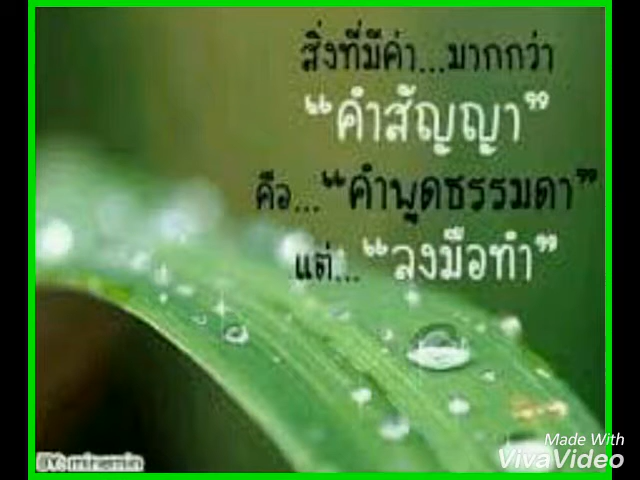 สิ่งที่มีค่า...มากกว่า
“คำสัญญา”
คือ...“คำพูดธรรมดา”
แต่...“ลงมือทำ”
BY: minemin
Made With
VivaVideo